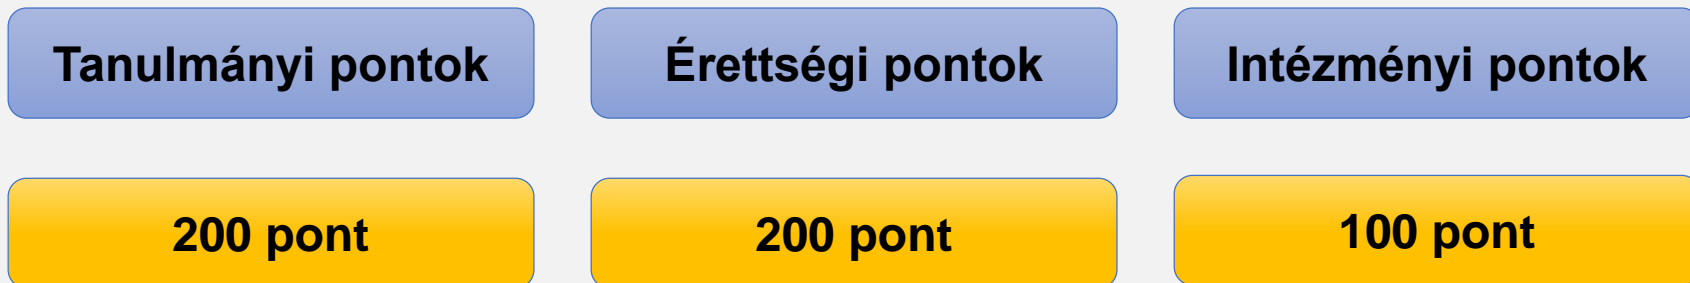 Tanulmányi pontok
Érettségi pontok
Intézményi pontok
200 pont
200 pont
100 pont